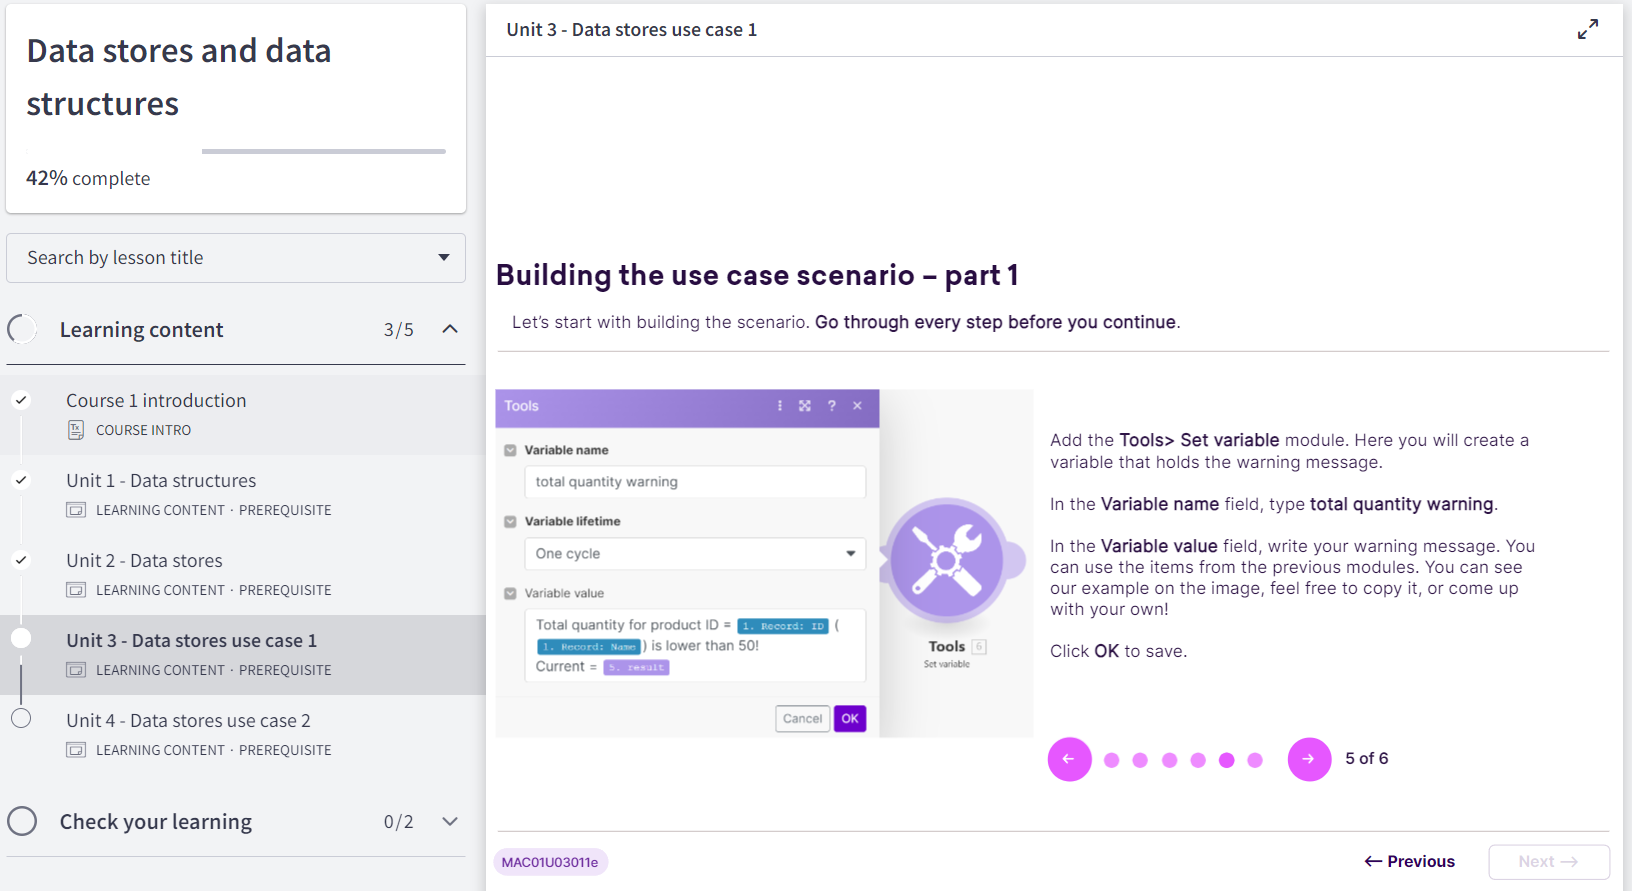 Data stores and data
structures
42% complete
Search by lesson title
Learning content 3/5
Course 1 introduction
Tx COURSE INTRO
Unit 1 - Data structures
LEARNING CONTENT · PREREQUISITE
Unit 2 - Data stores
LEARNING CONTENT · PREREQUISITE
Unit 3 - Data stores use case 1
LEARNING CONTENT · PREREQUISITE
Unit 4 - Data stores use case 2
LEARNING CONTENT · PREREQUISITE
Check your learning 0/2
Unit 3 - Data stores use case 1
Building the use case scenario – part 1
Let’s start with building the scenario. Go through every step before you continue.
Tools ?
Variable name
total quantity warning
Variable lifetime
One cycle
Variable value
Total quantity for product ID = 1. Record: ID (
1. Record: Name ) is lower than 50!
Current = 5. result
Cancel OK
Tools 6
Set variable
Add the Tools> Set variable module. Here you will create a
variable that holds the warning message.
In the Variable name field, type total quantity warning.
In the Variable value field, write your warning message. You
can use the items from the previous modules. You can see
our example on the image, feel free to copy it, or come up
with your own!
Click OK to save.
← → 5 of 6
MAC01U03011e
← Previous Next →